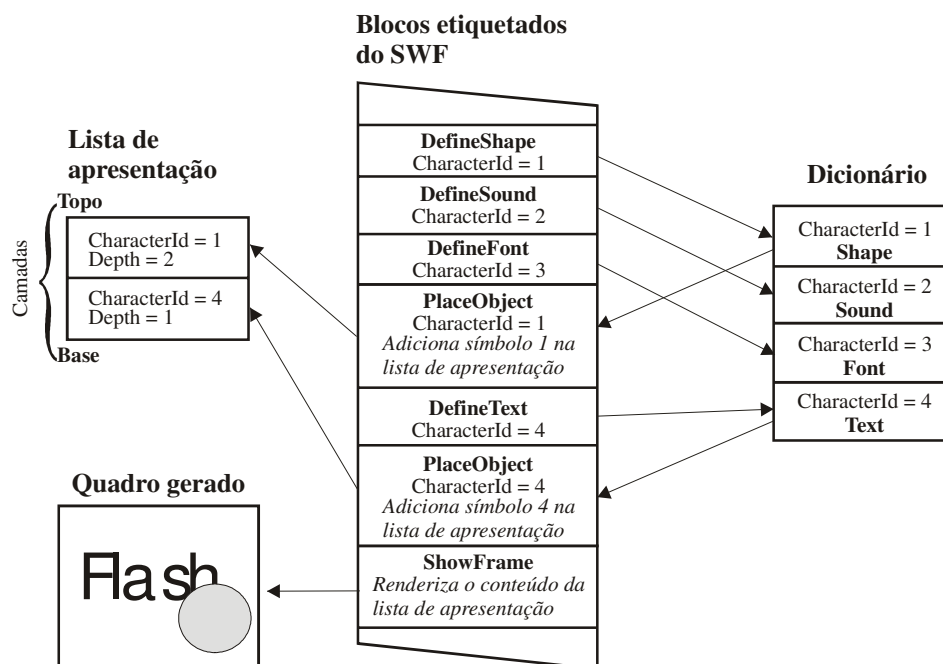 Blocos etiquetados
do SWF
Lista de
apresentação
Topo
Camadas
CharacterId = 1
Depth = 2
CharacterId = 4
Depth = 1
Base
DefineShape
CharacterId = 1
DefineSound
CharacterId = 2
DefineFont
CharacterId = 3
PlaceObject
CharacterId = 1
Adiciona símbolo 1 na
lista de apresentação
DefineText
CharacterId = 4
PlaceObject
CharacterId = 4
Adiciona símbolo 4 na
lista de apresentação
ShowFrame
Renderiza o conteúdo da
lista de apresentação
Dicionário
CharacterId = 1
Shape
CharacterId = 2
Sound
CharacterId = 3
Font
CharacterId = 4
Text
Quadro gerado
Flash